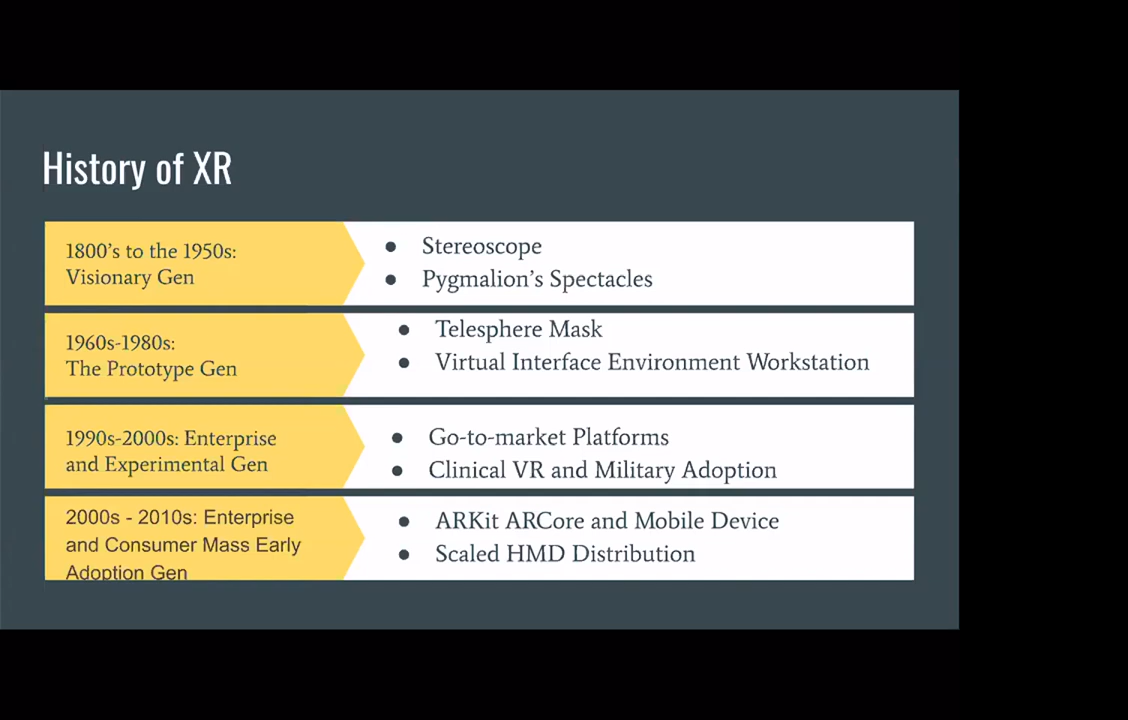 History of XR
1800's to the 1950s:
Visionary Gen
● Stereoscope
● Pygmalion's Spectacles
1960s-1980s:
The Prototype Gen
● Telesphere Mask
● Virtual Interface Environment Workstation
1990s-2000s: Enterprise
and Experimental Gen
● Go-to-market Platforms
● Clinical VR and Military Adoption
2000s - 2010s: Enterprise
and Consumer Mass Early
Adoption Gen
● ARKit ARCore and Mobile Device
● Scaled HMD Distribution